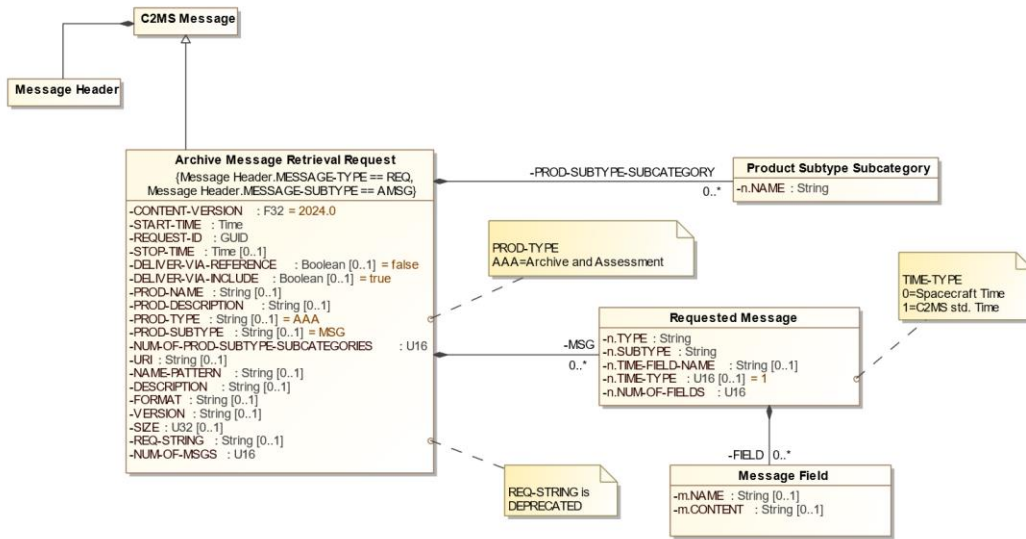 C2MS Message
Message Header
Archive Message Retrieval Request
{Message Header.MESSAGE-TYPE == REQ,
Message Header.MESSAGE-SUBTYPE == AMSG}
-CONTENT-VERSION : F32 = 2024.0
-START-TIME : Time
-REQUEST-ID : GUID
-STOP-TIME : Time [0..1]
-DELIVER-VIA-REFERENCE : Boolean [0..1] = false
-DELIVER-VIA-INCLUDE : Boolean [0..1] = true
-PROD-NAME : String [0..1]
-PROD-DESCRIPTION : String [0..1]
-PROD-TYPE : String [0..1] = AAA
-PROD-SUBTYPE : String [0..1] = MSG
-NUM-OF-PROD-SUBTYPE-SUBCATEGORIES : U16
-URI : String [0..1]
-NAME-PATTERN : String [0..1]
-DESCRIPTION : String [0..1]
-FORMAT : String [0..1]
-VERSION : String [0..1]
-SIZE : U32 [0..1]
-REQ-STRING : String [0..1]
-NUM-OF-MSGS : U16
-PROD-SUBTYPE-SUBCATEGORY
0..*
Product Subtype Subcategory
-n.NAME : String
PROD-TYPE
AAA=Archive and Assessment
TIME-TYPE
0=Spacecraft Time
1=C2MS std. Time
-MSG
0..*
Requested Message
-n.TYPE : String
-n.SUBTYPE : String
-n.TIME-FIELD-NAME : String [0..1]
-n.TIME-TYPE : U16 [0..1] = 1
-n.NUM-OF-FIELDS : U16
-FIELD 0..*
Message Field
-m.NAME : String [0..1]
-m.CONTENT : String [0..1]
REQ-STRING is
DEPRECATED